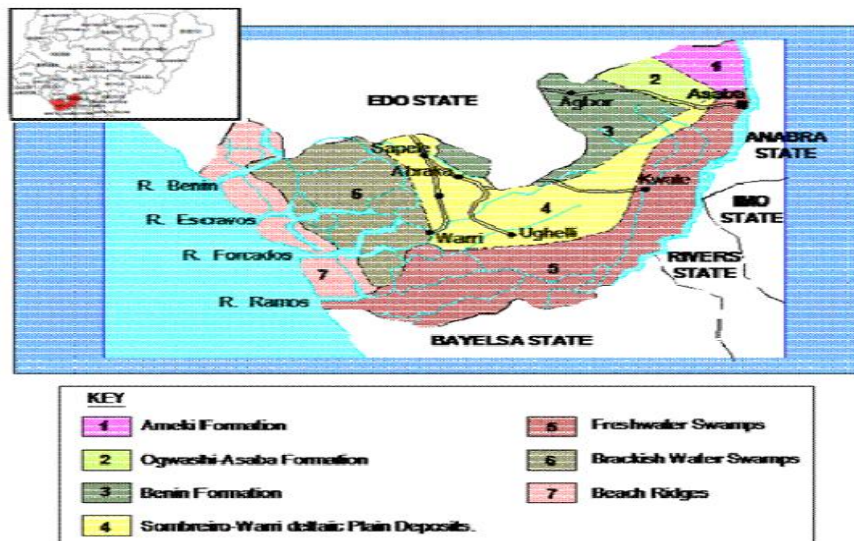 EDO STATE
1
2
Asaba
Agbor
3
ANABRA
STATE
Sapele
Abraka
R. Benin
Kwale
IMO
STATE
6
R. Escravos
4
Warri
Ughelli
R. Forcados
5
RIVERS
STATE
7
R. Ramos
BAYELSA STATE
KEY
1 Ameki Formation
2 Ogwashi-Asaba Formation
3 Benin Formation
4 Sombreiro-Warri deltaic Plain Deposits.
5 Freshwater Swamps
6 Brackish Water Swamps
7 Beach Ridges